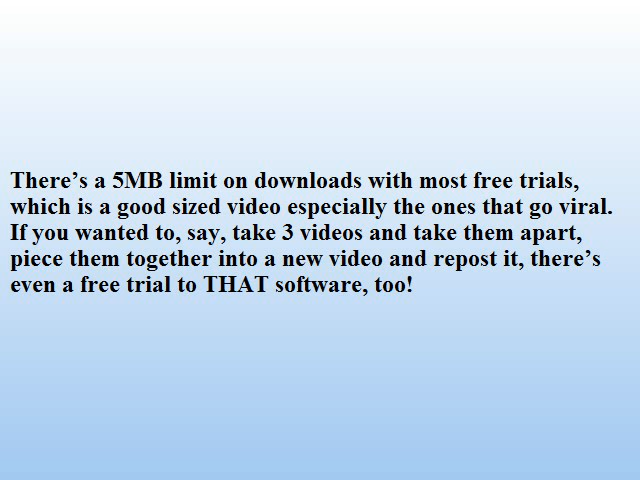 There’s a 5MB limit on downloads with most free trials,
which is a good sized video especially the ones that go viral.
If you wanted to, say, take 3 videos and take them apart,
piece them together into a new video and repost it, there’s
even a free trial to THAT software, too!